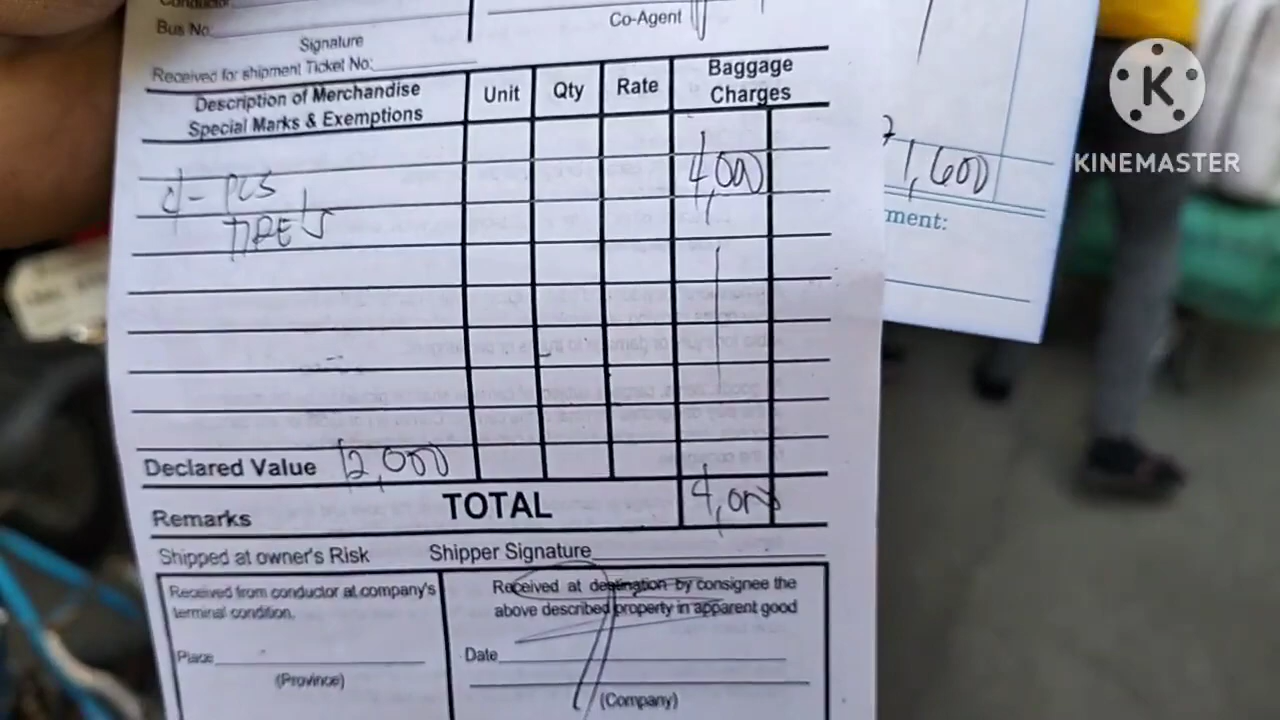 Bus No.
Co-Agent
Signature
Received for shipment Ticket No:
Description of Merchandise
Special Marks & Exemptions
Unit
Qty
Rate
Baggage
Charges
PCS
4,000
TIRE's
Declared Value 12,000
TOTAL
4,000
Remarks
Shipped at owner's Risk
Shipper Signature
Received from conductor at company's
terminal condition.
Place
(Province)
Received at destination by consignee the
above described property in apparent good
Date
(Company)
1,600
ment:
K
KINEMASTER